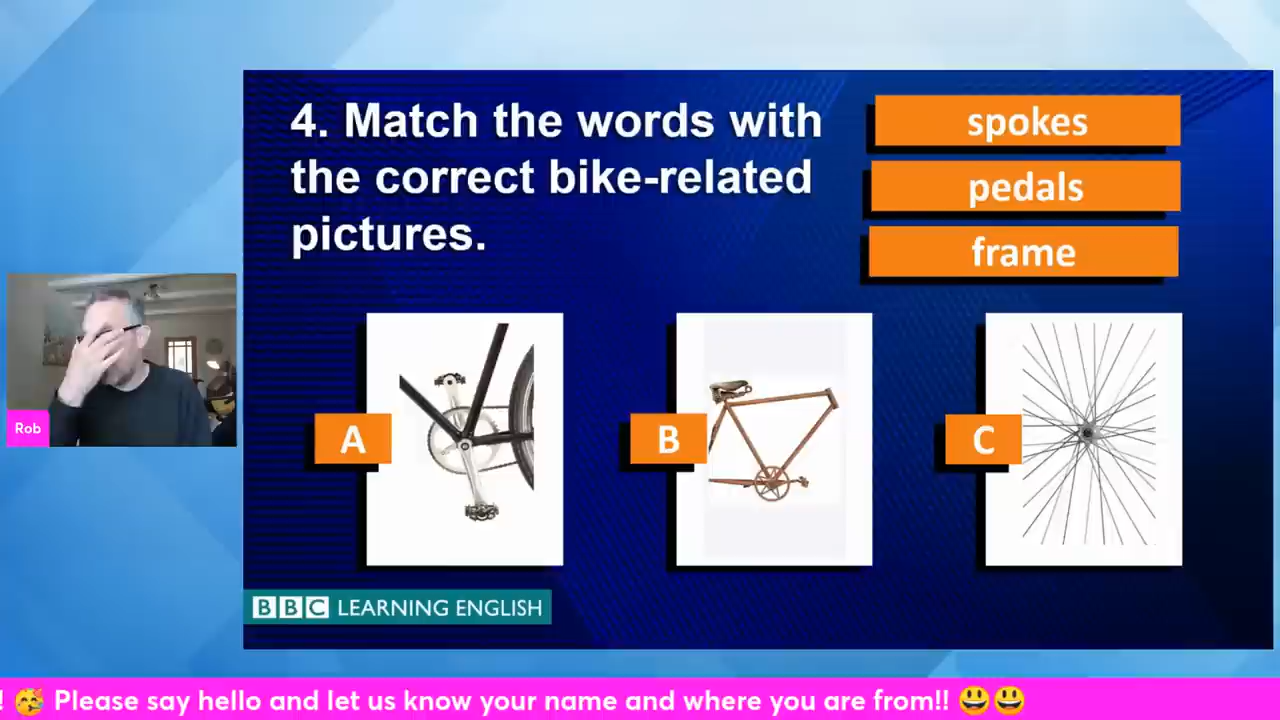 4. Match the words with
the correct bike-related
pictures.
spokes
pedals
frame
A
B
C
Rob
BBC LEARNING ENGLISH
! 🥳 Please say hello and let us know your name and where you are from!! 😃😃